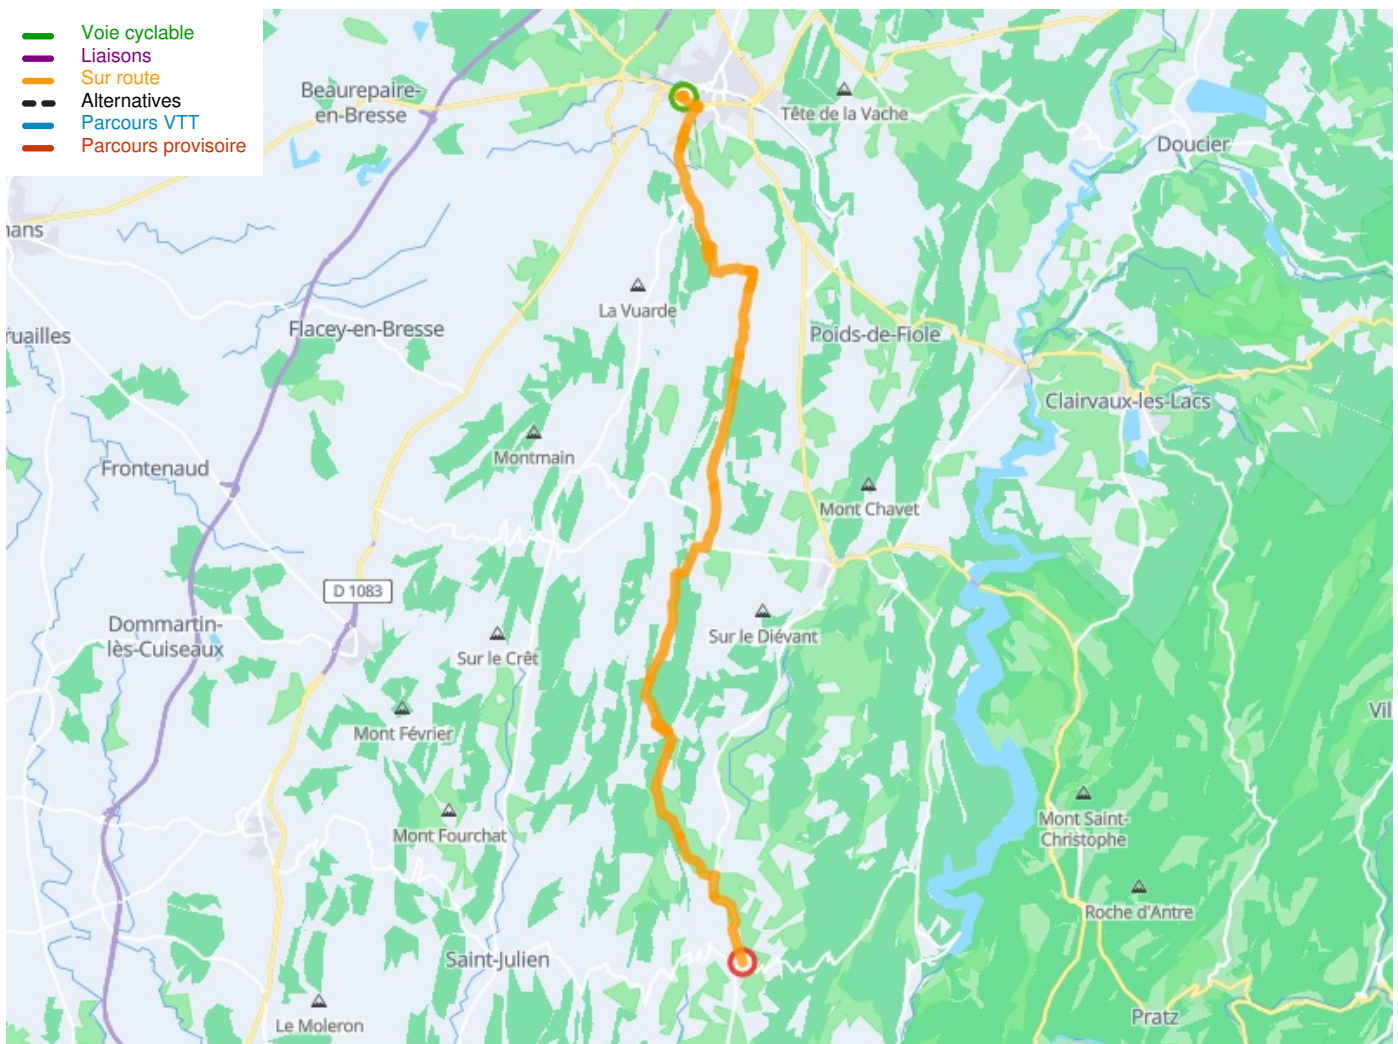 Voie cyclable
Liaisons
Sur route
Alternatives
Parcours VTT
Parcours provisoire
Beaurepaire-
en-Bresse
Tête de la Vache
Doucier
nans
La Vuarde
Flacey-en-Bresse
ruailles
Poids-de-Fiole
Clairvaux-les-Lacs
Montmain
Frontenaud
Mont Chavet
D 1083
Dommartin-
lès-Cuiseaux
Sur le Diévant
Sur le Crêt
Mont Février
Vil
Mont Fourchat
Mont Saint-
Christophe
Roche d'Antre
Saint-Julien
Le Moleron
Pratz